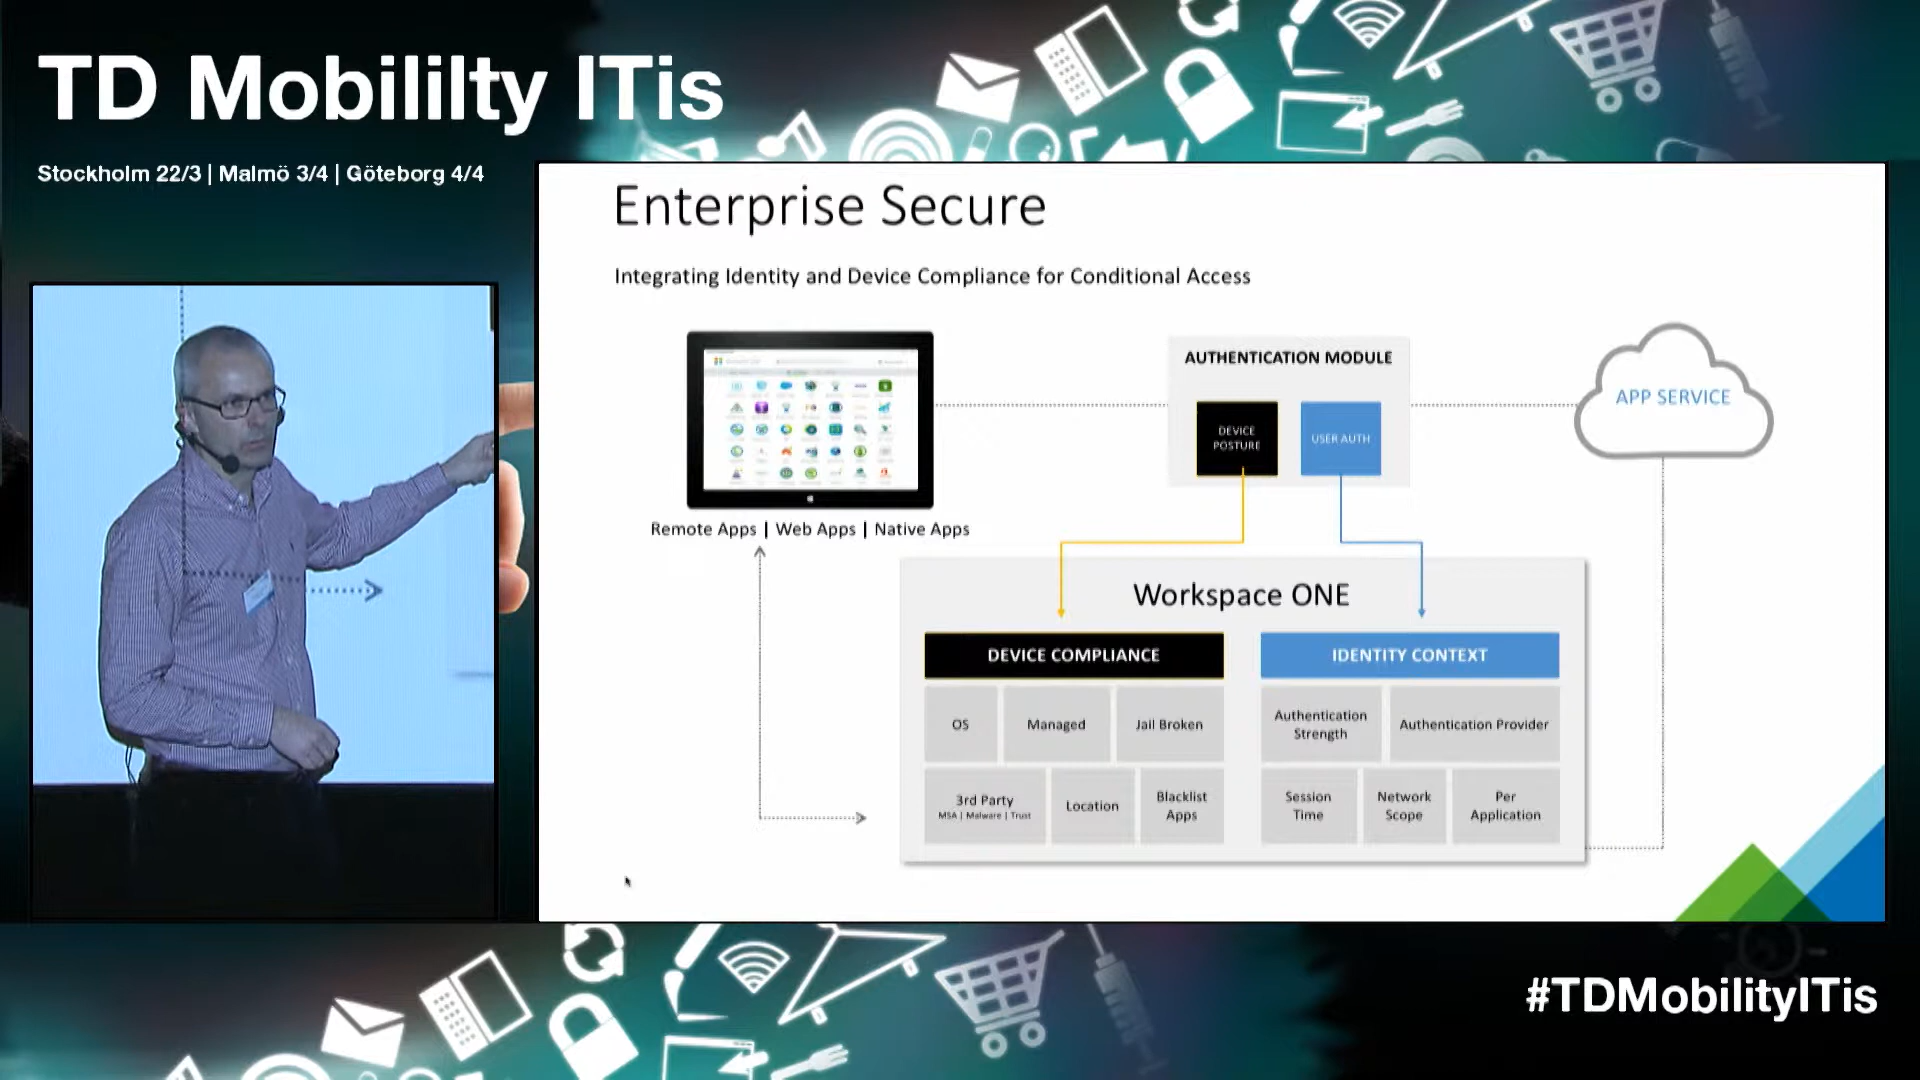 TD Mobililty ITis
Stockholm 22/3 | Malmö 3/4 | Göteborg 4/4
Enterprise Secure
Integrating Identity and Device Compliance for Conditional Access
AUTHENTICATION MODULE
DEVICE
POSTURE
USER AUTH
APP SERVICE
Remote Apps | Web Apps | Native Apps
Workspace ONE
DEVICE COMPLIANCE
IDENTITY CONTEXT
OS
Managed
Jail Broken
Authentication
Strength
Authentication Provider
3rd Party
MSA | Malware | Trust
Location
Blacklist
Apps
Session
Time
Network
Scope
Per
Application
#TDMobilityITis